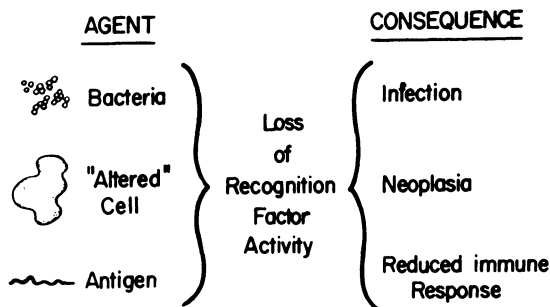 AGENT
Bacteria
"Altered"
Cell
Antigen
Loss
of
Recognition
Factor
Activity
CONSEQUENCE
Infection
Neoplasia
Reduced immune
Response